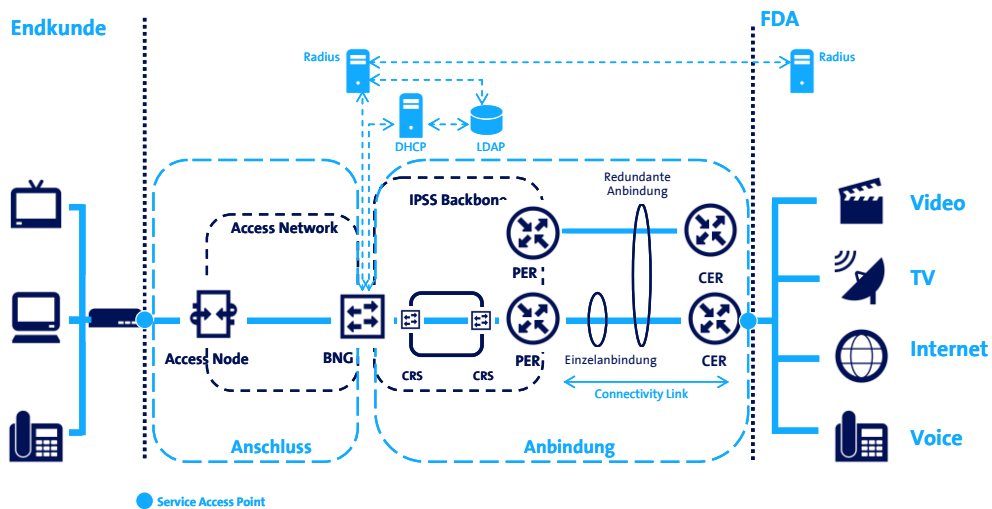 Endkunde
FDA
Radius
Radius
DHCP
LDAP
Redundante
Anbindung
IPSS Backbone
Access Network
Video
PER
CER
TV
Internet
Access Node
BNG
PER
Einzelanbindung
CER
CRS
CRS
Connectivity Link
Anschluss
Anbindung
Voice
Service Access Point